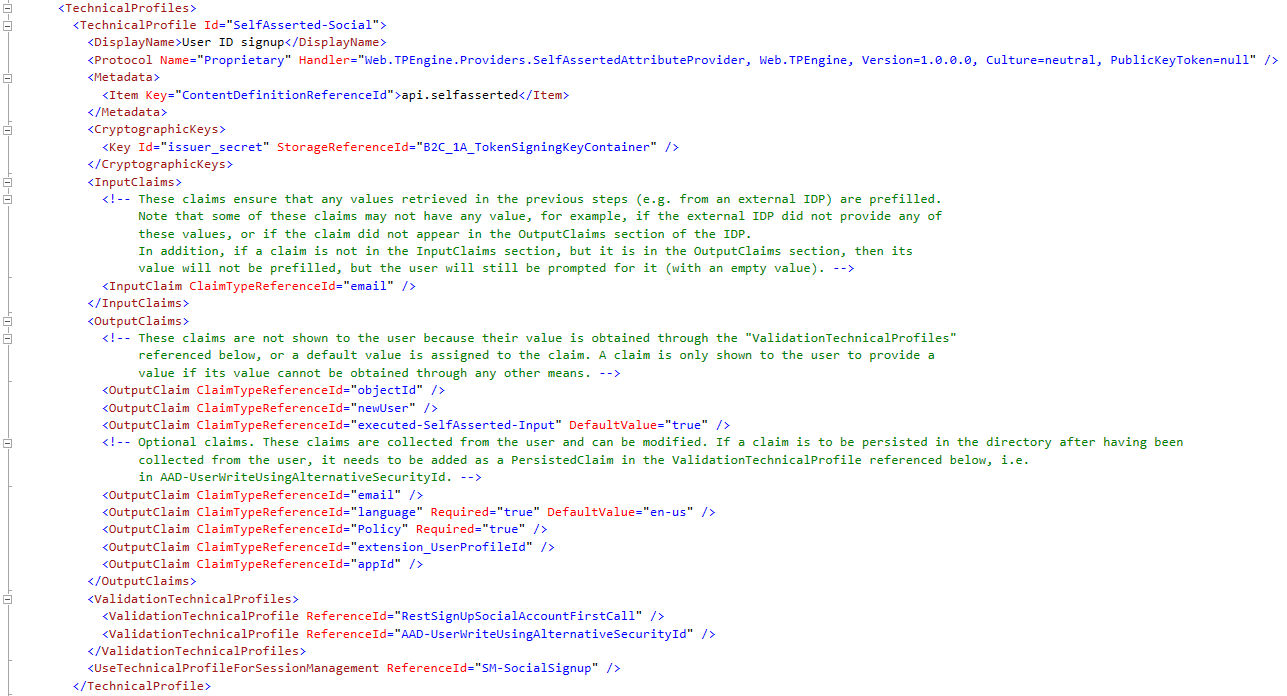 <TechnicalProfiles>
<TechnicalProfile Id="SelfAsserted-Social">
<DisplayName>User ID signup</DisplayName>
<Protocol Name="Proprietary" Handler="Web.TPEngine.Providers.SelfAssertedAttributeProvider, Web.TPEngine, Version=1.0.0.0, Culture=neutral, PublicKeyToken=null" />
<Metadata>
<Item Key="ContentDefinitionReferenceId">api.selfasserted</Item>
</Metadata>
<CryptographicKeys>
<Key Id="issuer_secret" StorageReferenceId="B2C_1A_TokenSigningKeyContainer" />
</CryptographicKeys>
<InputClaims>
<!-- These claims ensure that any values retrieved in the previous steps (e.g. from an external IDP) are prefilled.
Note that some of these claims may not have any value, for example, if the external IDP did not provide any of
these values, or if the claim did not appear in the OutputClaims section of the IDP.
In addition, if a claim is not in the InputClaims section, but it is in the OutputClaims section, then its
value will not be prefilled, but the user will still be prompted for it (with an empty value). -->
<InputClaim ClaimTypeReferenceId="email" />
</InputClaims>
<OutputClaims>
<!-- These claims are not shown to the user because their value is obtained through the "ValidationTechnicalProfiles"
referenced below, or a default value is assigned to the claim. A claim is only shown to the user to provide a
value if its value cannot be obtained through any other means. -->
<OutputClaim ClaimTypeReferenceId="objectId" />
<OutputClaim ClaimTypeReferenceId="newUser" />
<OutputClaim ClaimTypeReferenceId="executed-SelfAsserted-Input" DefaultValue="true" />
<!-- Optional claims. These claims are collected from the user and can be modified. If a claim is to be persisted in the directory after having been
collected from the user, it needs to be added as a PersistedClaim in the ValidationTechnicalProfile referenced below, i.e.
in AAD-UserWriteUsingAlternativeSecurityId. -->
<OutputClaim ClaimTypeReferenceId="email" />
<OutputClaim ClaimTypeReferenceId="language" Required="true" DefaultValue="en-us" />
<OutputClaim ClaimTypeReferenceId="Policy" Required="true" />
<OutputClaim ClaimTypeReferenceId="extension_UserProfileId" />
<OutputClaim ClaimTypeReferenceId="appId" />
</OutputClaims>
<ValidationTechnicalProfiles>
<ValidationTechnicalProfile ReferenceId="RestSignUpSocialAccountFirstCall" />
<ValidationTechnicalProfile ReferenceId="AAD-UserWriteUsingAlternativeSecurityId" />
</ValidationTechnicalProfiles>
<UseTechnicalProfileForSessionManagement ReferenceId="SM-SocialSignup" />
</TechnicalProfile>